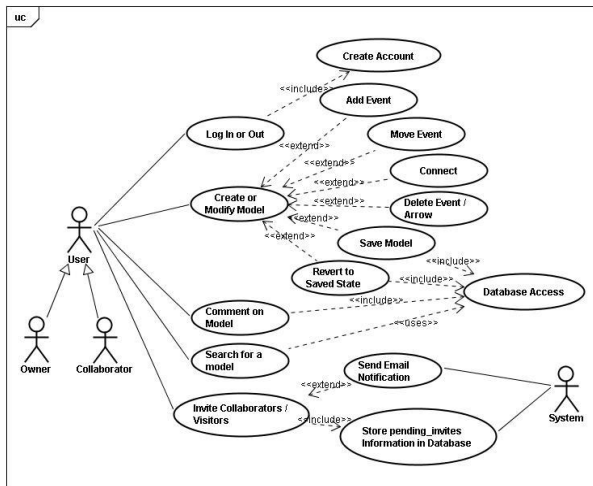 uc
Create Account
<<include>>
Add Event
Log In or Out
Move Event
<<extend>>
<<extend>>
Connect
<<extend>>
Create or
Modify Model
<<extend>>
Delete Event /
Arrow
<<extend>>
Save Model
<<extend>>
User
Revert to
Saved State
<<include>>
<<include>>
Database Access
Comment on
Model
<<include>>
<<uses>>
Search for a
model
Owner
Collaborator
Send Email
Notification
<<extend>>
Invite Collaborators /
Visitors
<<include>>
Store pending_invites
Information in Database
System